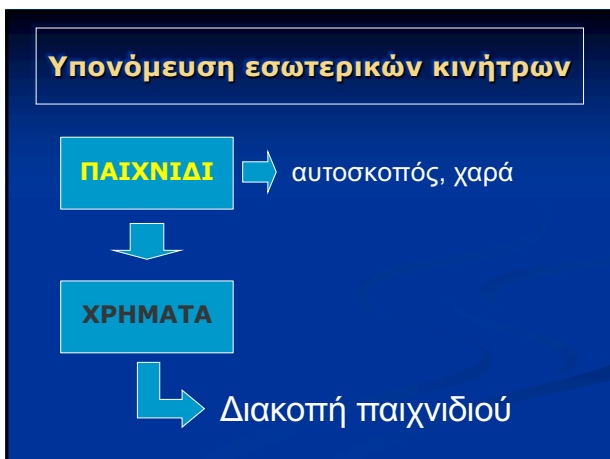 Υπονόμευση εσωτερικών κινήτρων
ΠΑΙΧΝΙΔΙ
αυτοσκοπός, χαρά
ΧΡΗΜΑΤΑ
Διακοπή παιχνιδιού